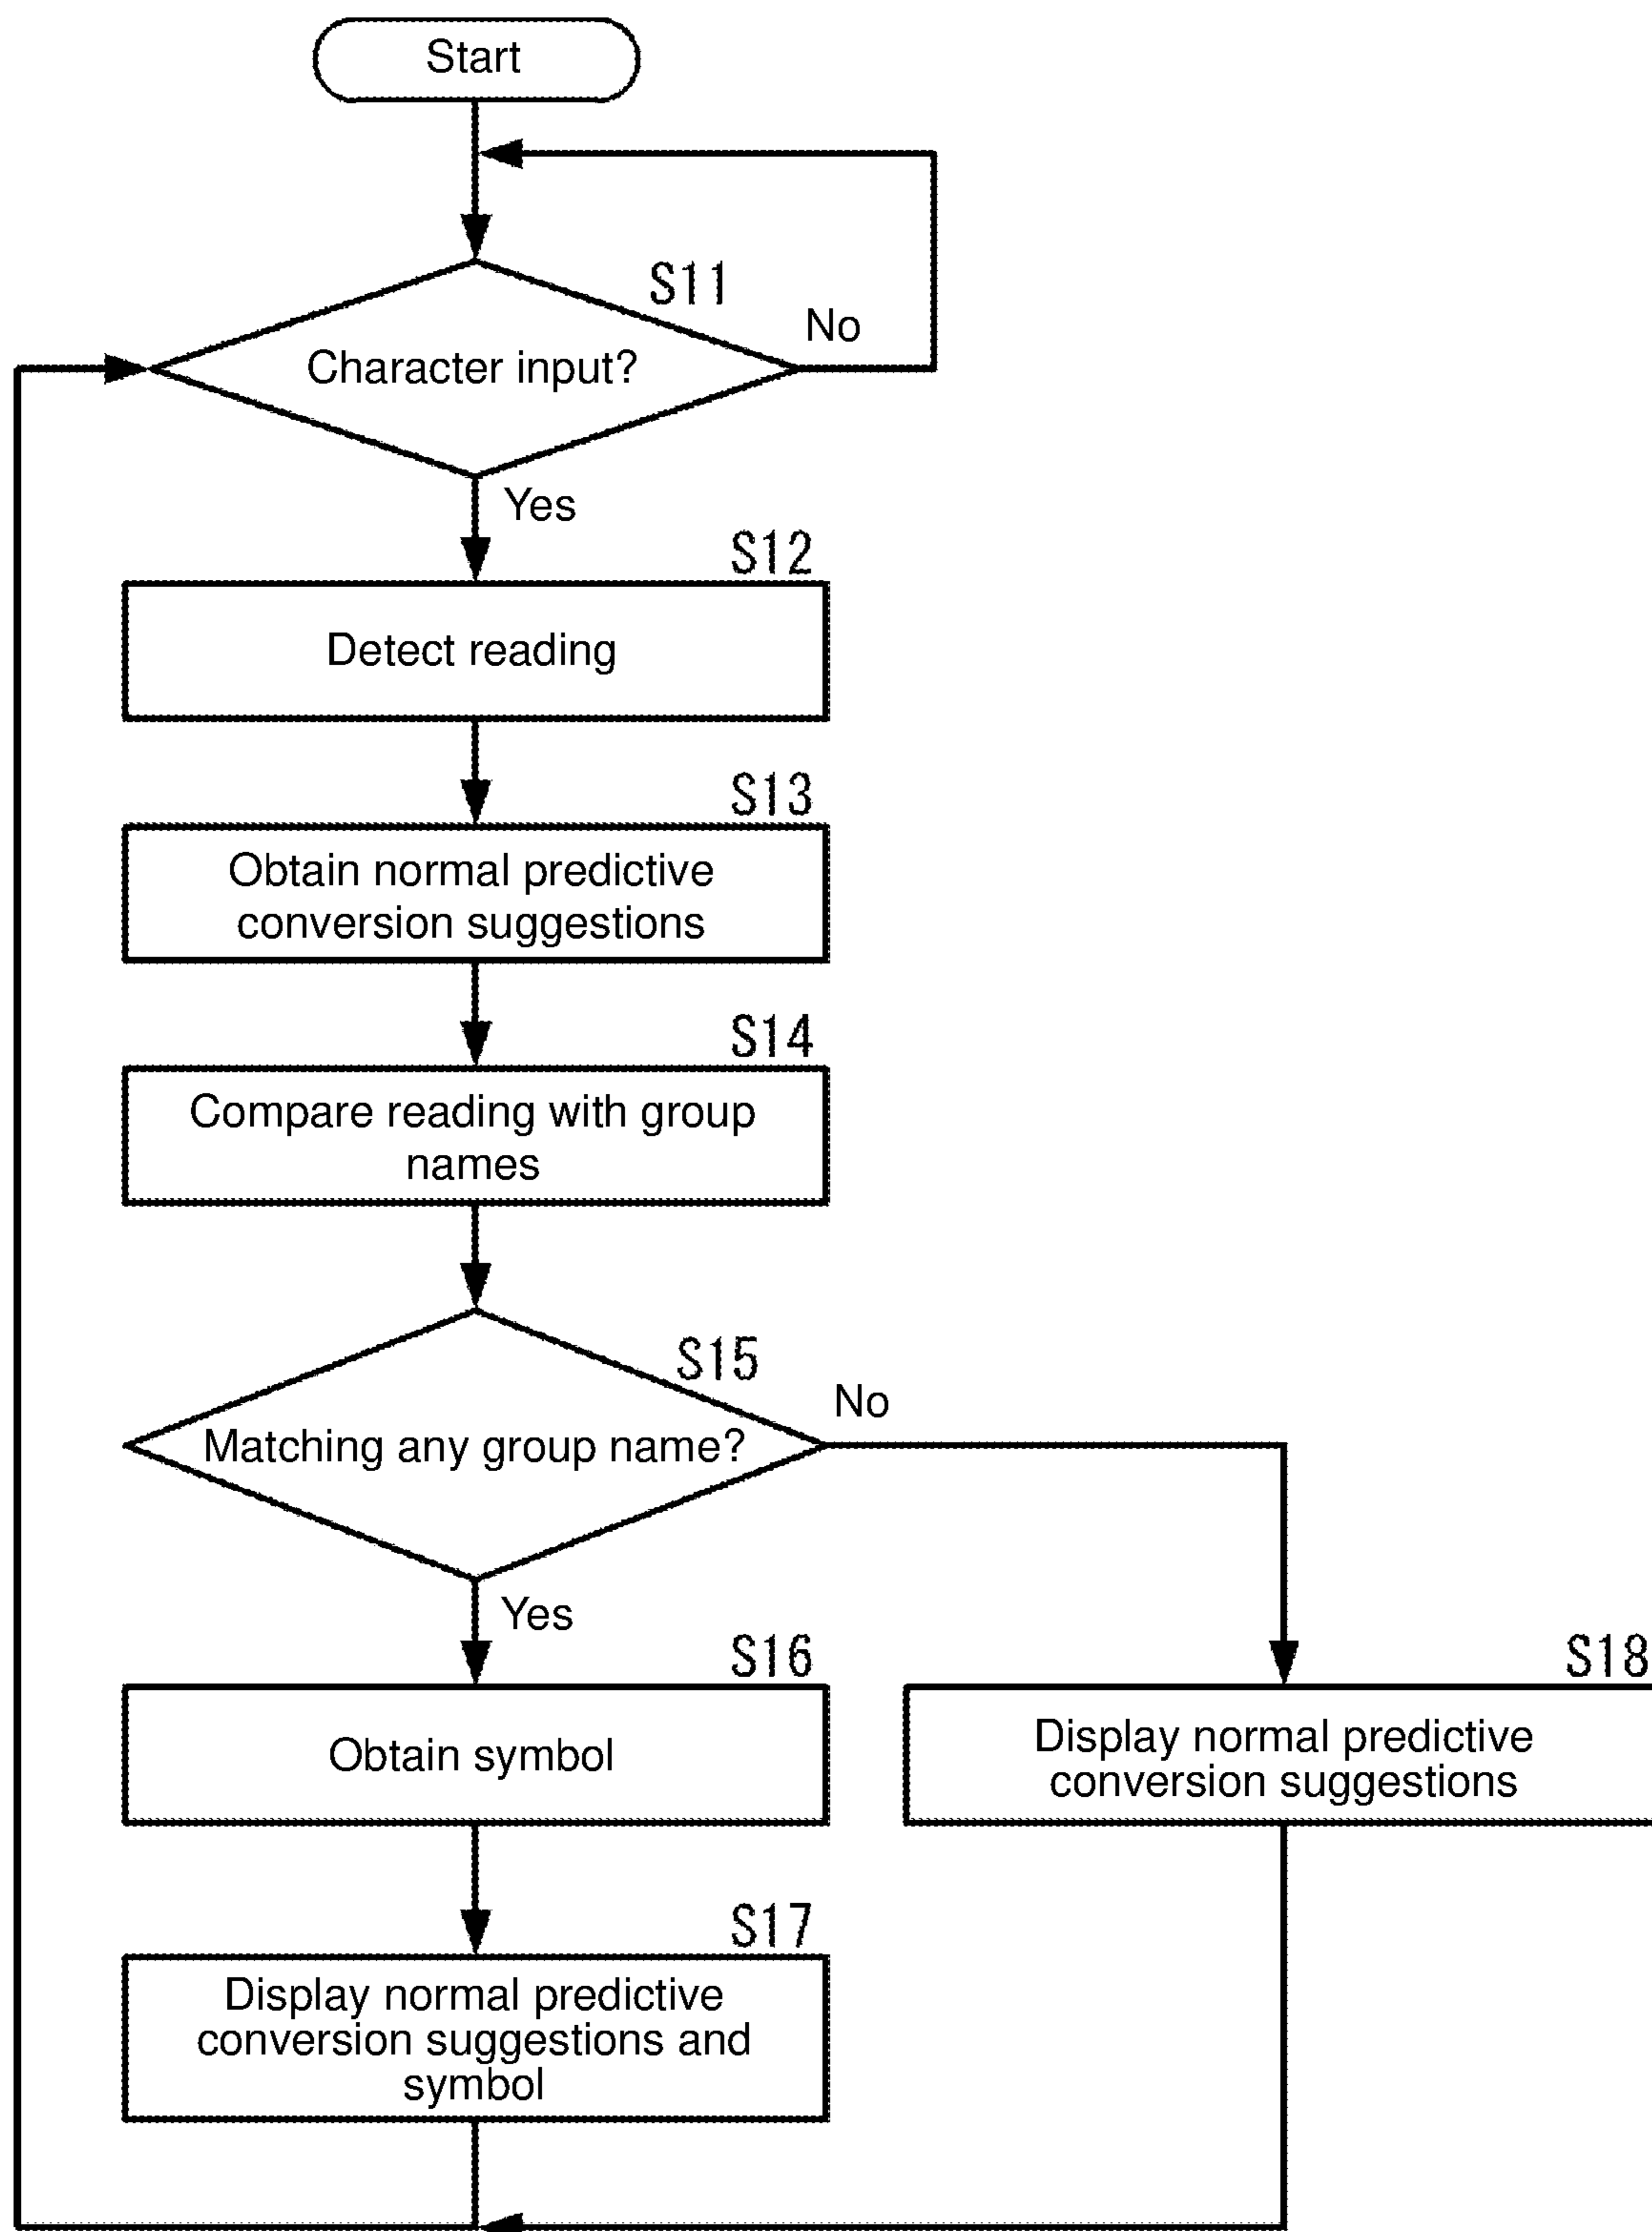 Start
S11
No
Character input?
Yes
S12
Detect reading
S13
Obtain normal predictive
conversion suggestions
S14
Compare reading with group
names
S15
No
Matching any group name?
Yes
S16
S18
Obtain symbol
Display normal predictive
conversion suggestions
S17
Display normal predictive
conversion suggestions and
symbol